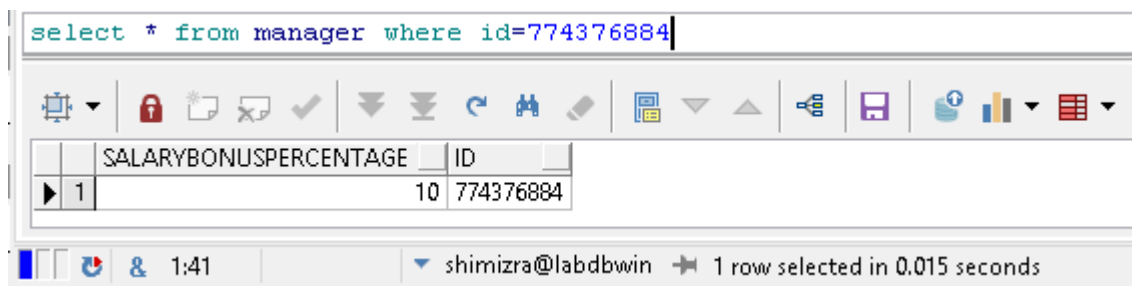 select * from manager where id=774376884
SALARYBONUSPERCENTAGE ID
1 10 774376884
& 1:41 shimizra@labdbwin 1 row selected in 0.015 seconds